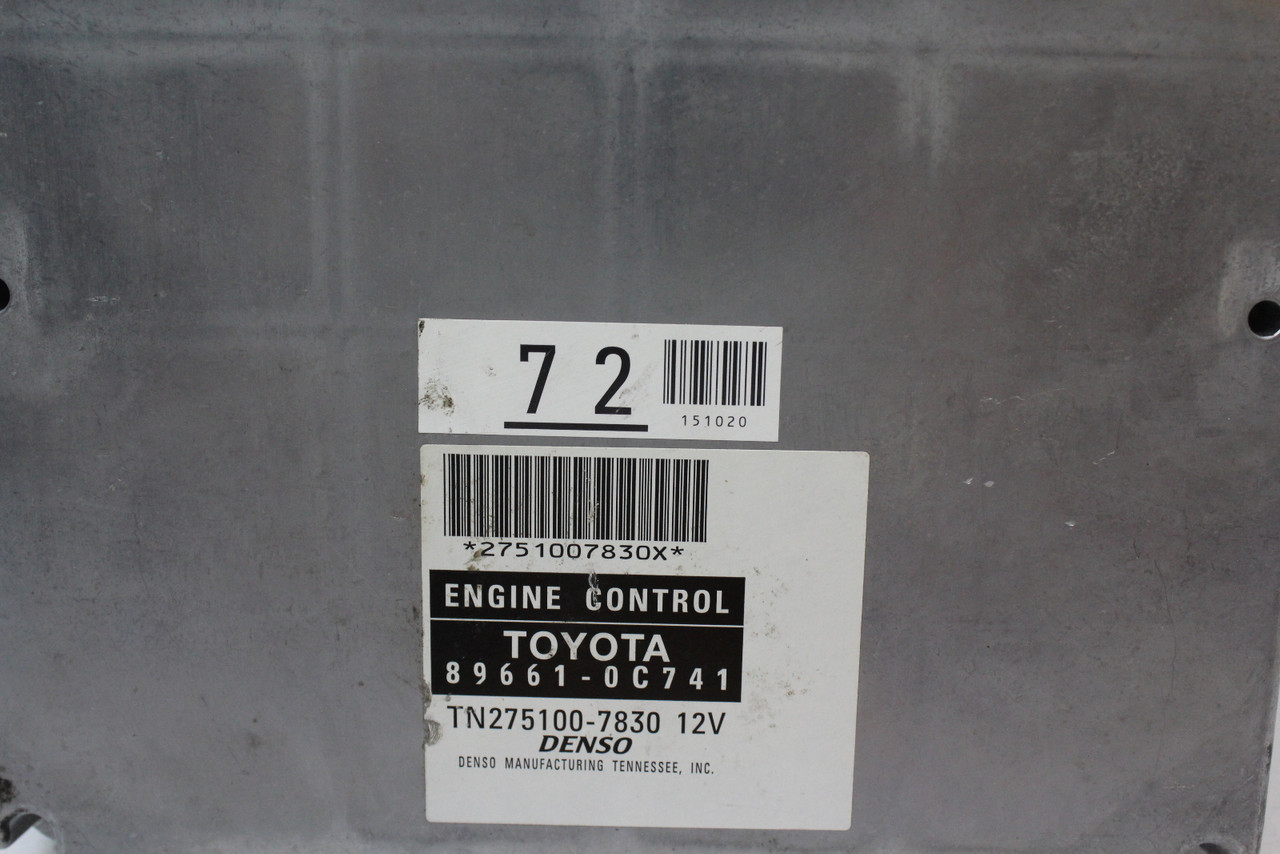 72
151020
*2751007830X*
ENGINE CONTROL
TOYOTA
89661-0C741
TN275100-7830 12V
DENSO
DENSO MANUFACTURING TENNESSEE, INC.